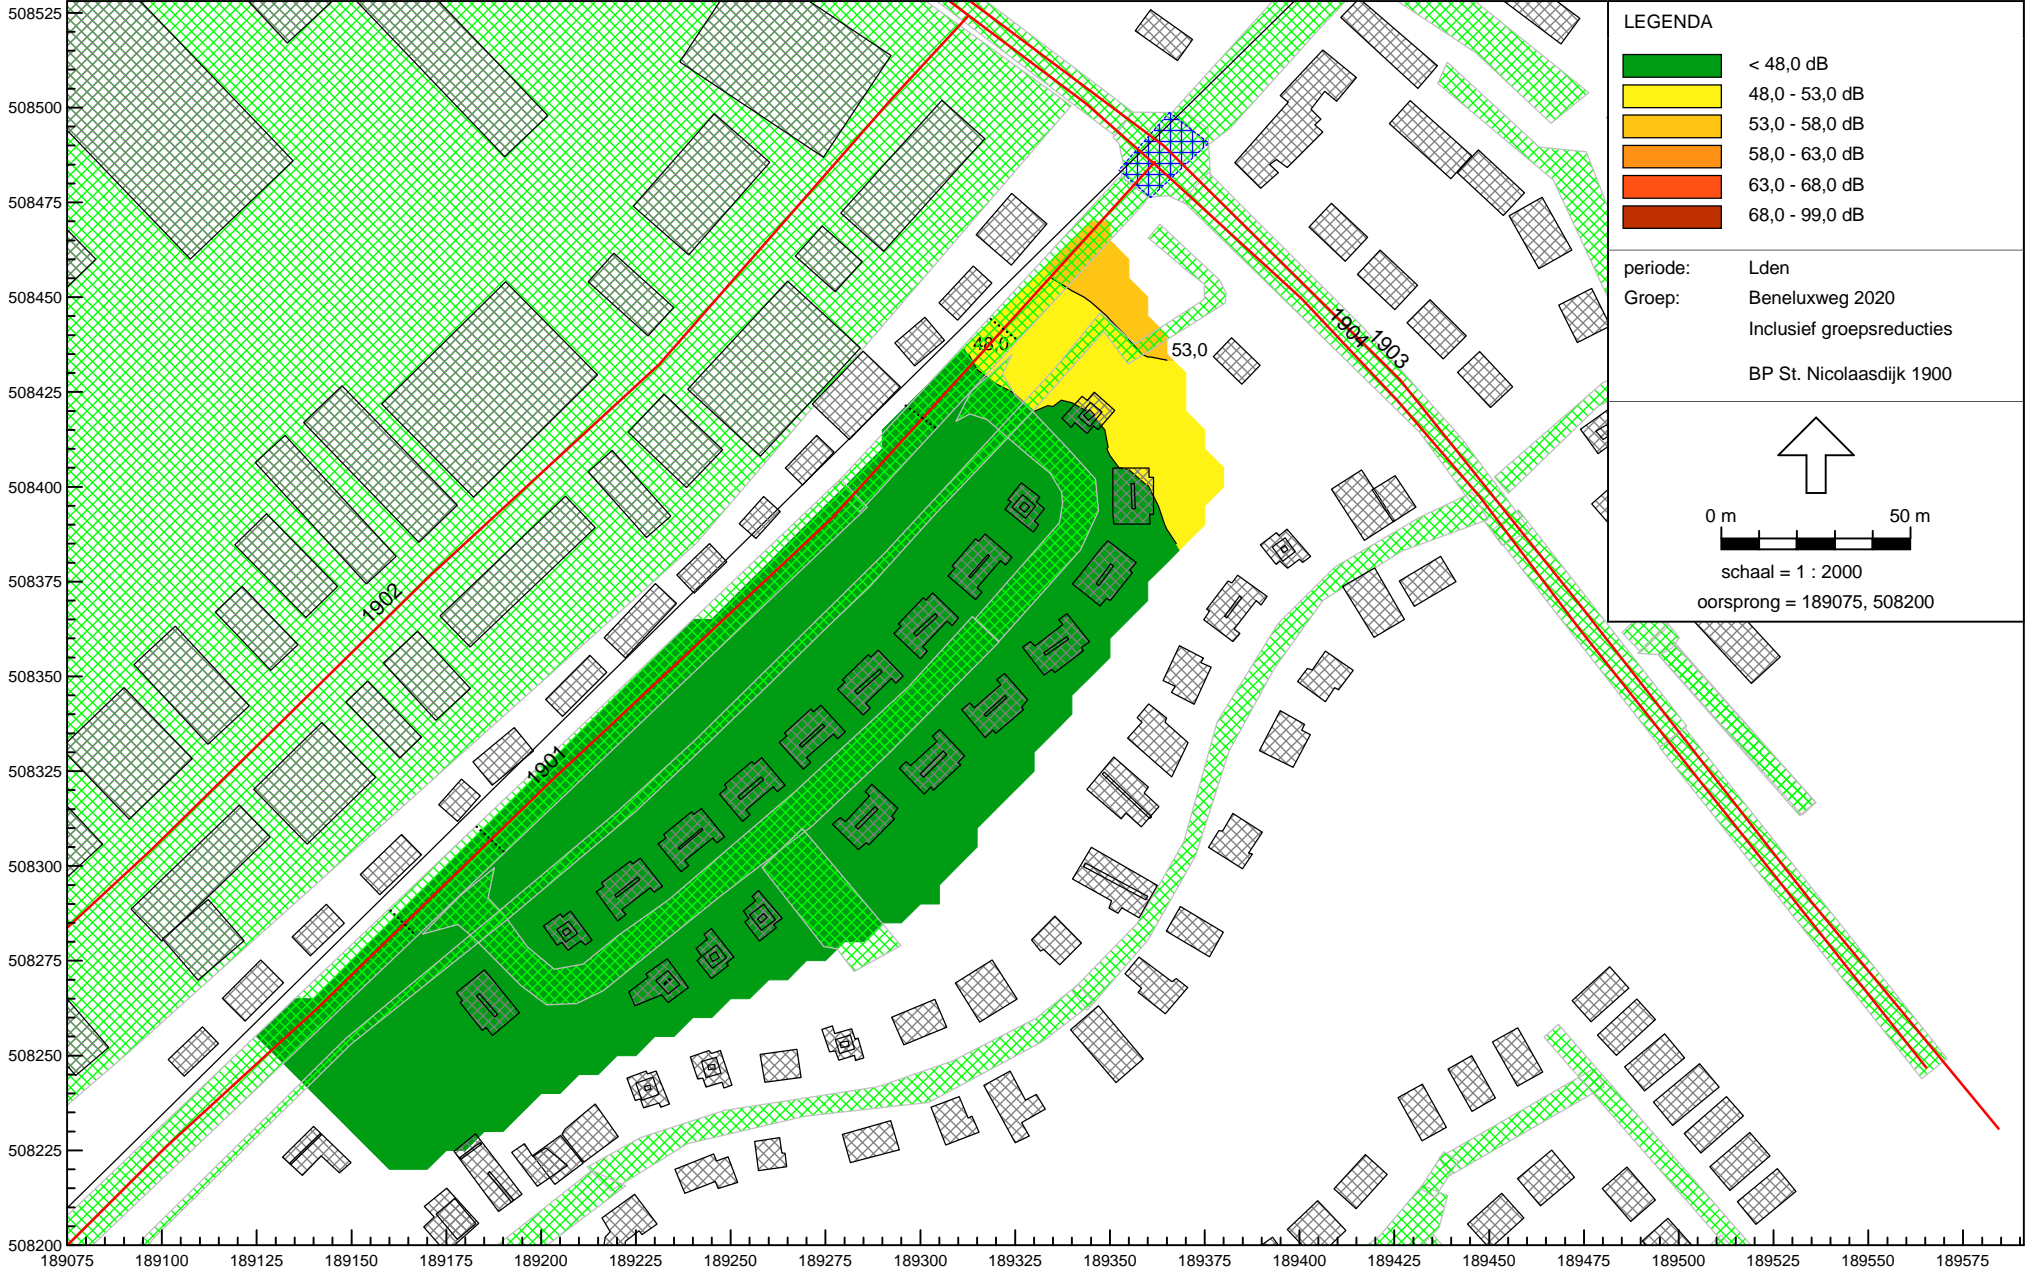 LEGENDA
< 48,0 dB
48,0 - 53,0 dB
53,0 - 58,0 dB
58,0 - 63,0 dB
63,0 - 68,0 dB
68,0 - 99,0 dB
periode: Lden
Groep: Beneluxweg 2020
Inclusief groepsreducties
BP St. Nicolaasdijk 1900
0 m 50 m
schaal = 1 : 2000
oorsprong = 189075, 508200
508525
508500
508475
508450
508425
508400
508375
508350
508325
508300
508275
508250
508225
508200
48,0
53,0
1904
1903
1902
1901
189075 189100 189125 189150 189175 189200 189225 189250 189275 189300 189325 189350 189375 189400 189425 189450 189475 189500 189525 189550 189575